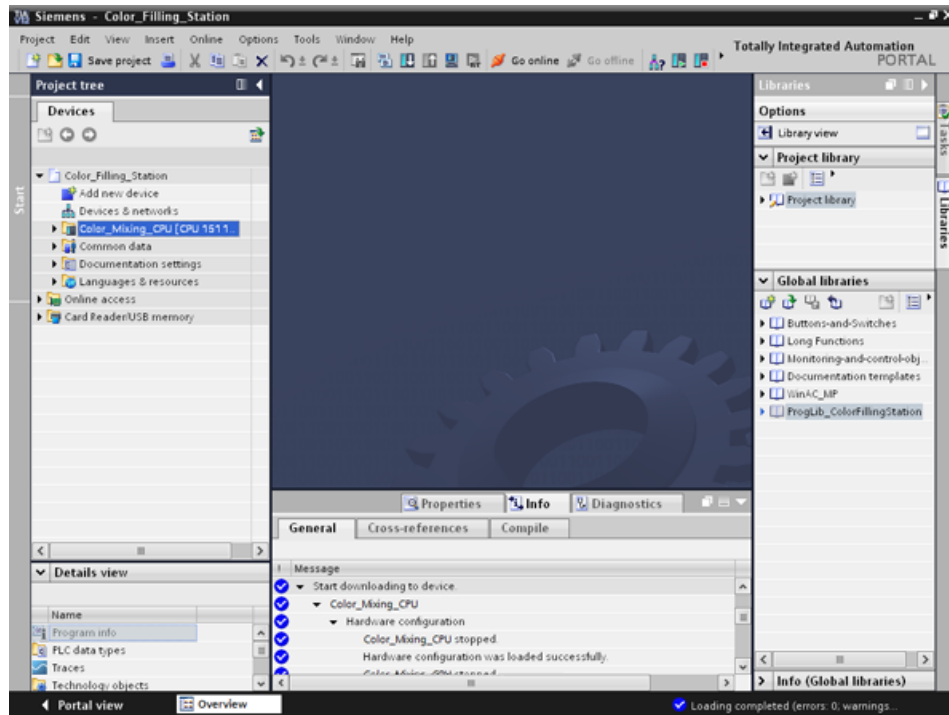 Siemens - Color_Filling_Station
Project Edit View Insert Online Options Tools Window Help
Totally Integrated Automation
PORTAL
Save project
Go online
Go offline
Project tree
Devices
Color_Filling_Station
Add new device
Devices & networks
Color_Mixing_CPU [CPU 151 1..
Common data
Documentation settings
Languages & resources
Online access
Card Reader/USB memory
Details view
Name
Program info
PLC data types
Traces
Technology objects
Start
Properties
Info
Diagnostics
General
Cross-references
Compile
! Message
Start downloading to device.
Color_Mixing_CPU
Hardware configuration
Color_Mixing_CPU stopped.
Hardware configuration was loaded successfully.
Color_Mixing_CPU stopped.
Libraries
Options
Library view
Project library
Project library
Global libraries
Buttons-and-Switches
Long Functions
Monitoring-and-control-obj...
Documentation templates
WinAC_MP
ProgLib_ColorFillingStation
Info (Global libraries)
Tasks
Libraries
Portal view
Overview
Loading completed (errors: 0; warnings...